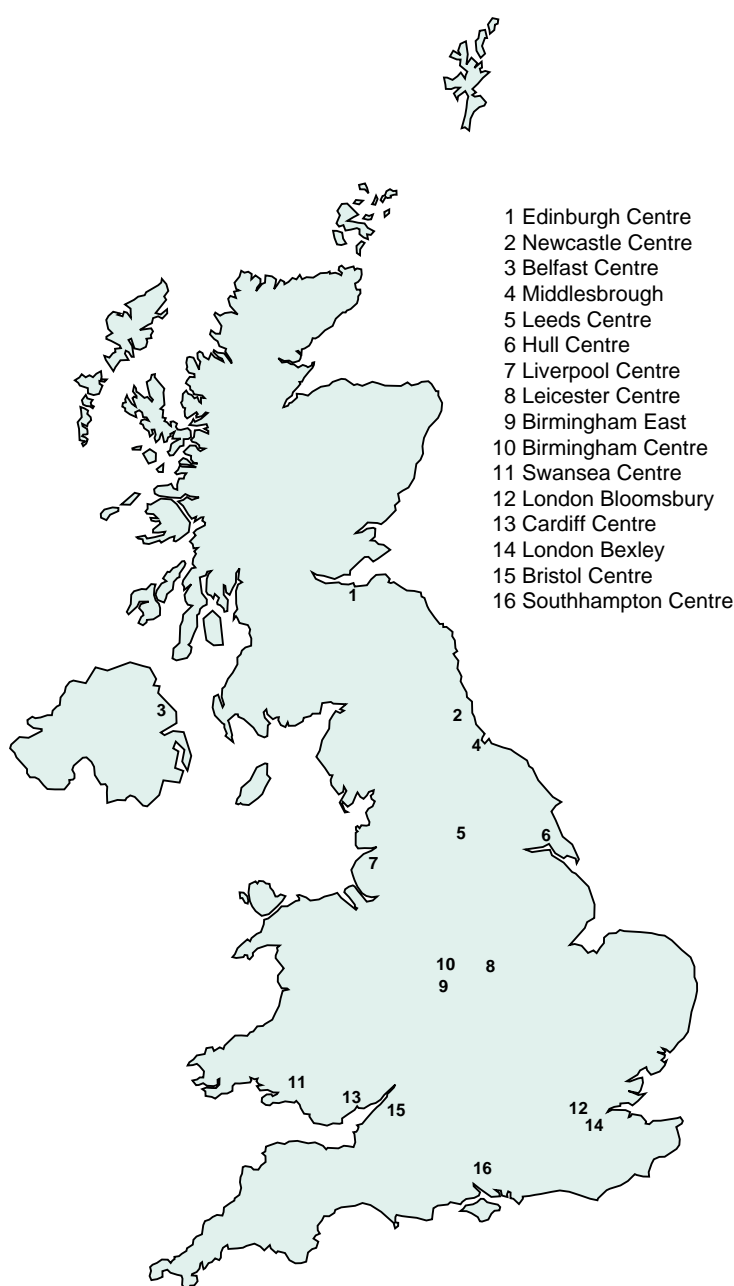 1 Edinburgh Centre
2 Newcastle Centre
3 Belfast Centre
4 Middlesbrough
5 Leeds Centre
6 Hull Centre
7 Liverpool Centre
8 Leicester Centre
9 Birmingham East
10 Birmingham Centre
11 Swansea Centre
12 London Bloomsbury
13 Cardiff Centre
14 London Bexley
15 Bristol Centre
16 Southhampton Centre
1
3
2
4
5
6
7
10
8
9
11
13
15
12
14
16